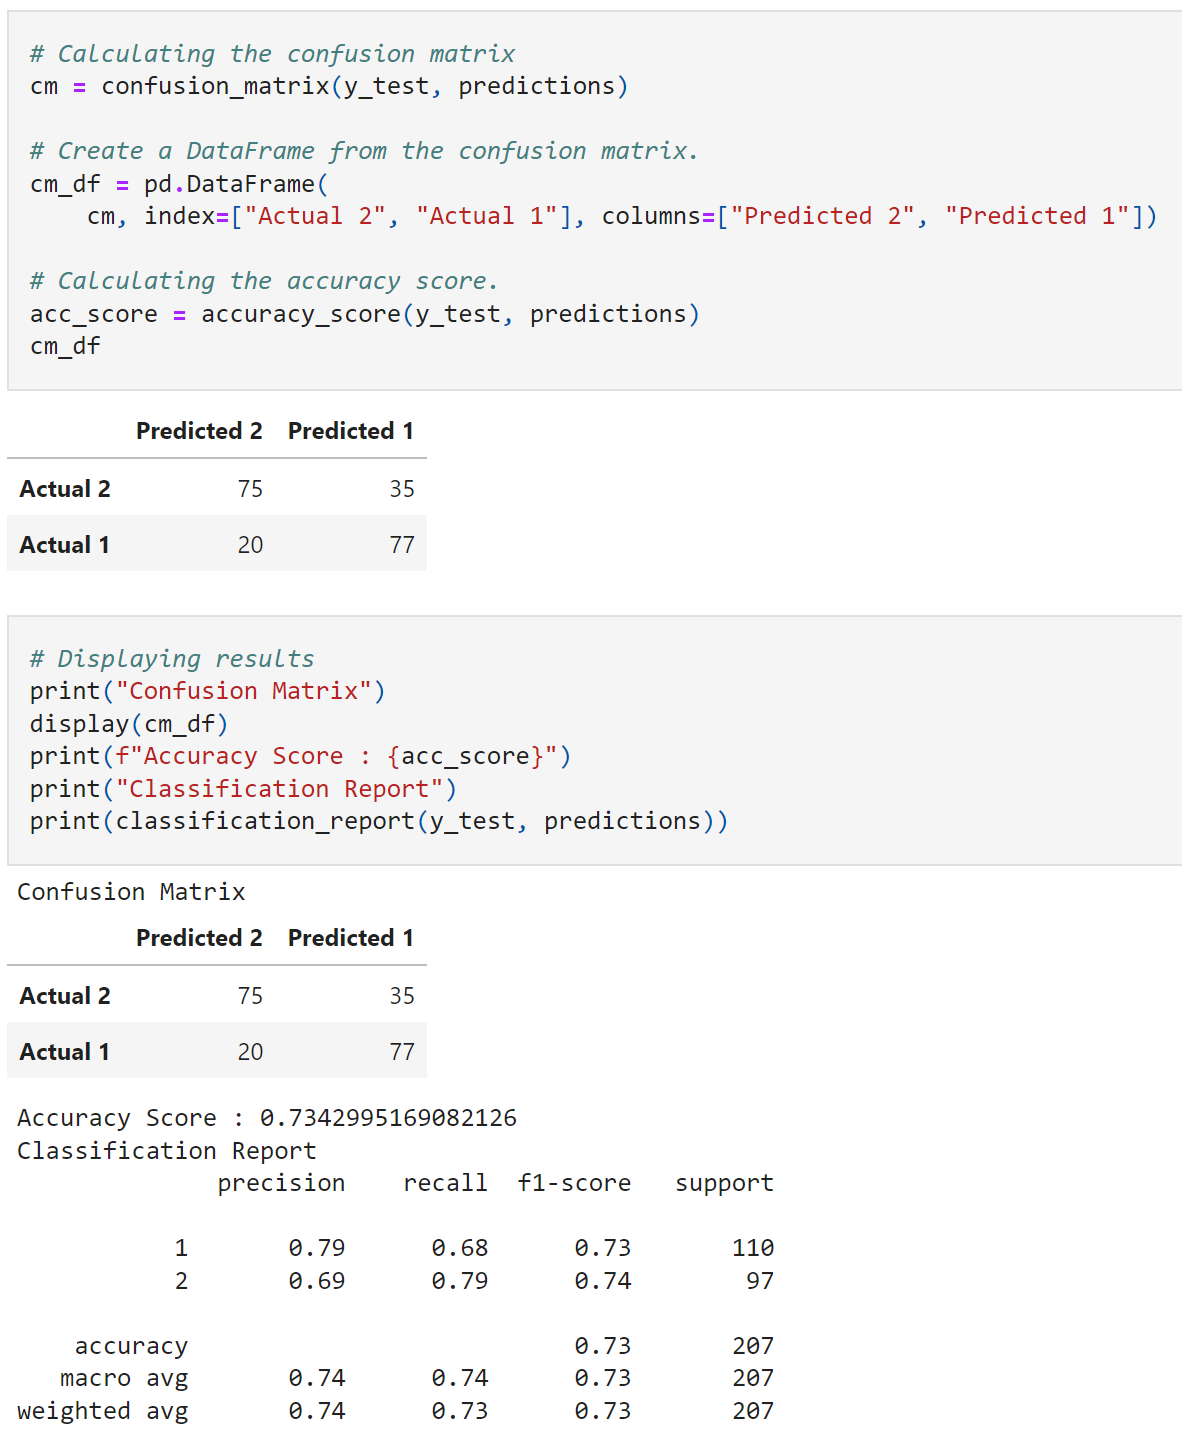 # Calculating the confusion matrix
cm = confusion_matrix(y_test, predictions)
# Create a DataFrame from the confusion matrix.
cm_df = pd.DataFrame(
cm, index=["Actual 2", "Actual 1"], columns=["Predicted 2", "Predicted 1"])
# Calculating the accuracy score.
acc_score = accuracy_score(y_test, predictions)
cm_df
Predicted 2 Predicted 1
Actual 2 75 35
Actual 1 20 77
# Displaying results
print("Confusion Matrix")
display(cm_df)
print(f"Accuracy Score : {acc_score}")
print("Classification Report")
print(classification_report(y_test, predictions))
Confusion Matrix
Predicted 2 Predicted 1
Actual 2 75 35
Actual 1 20 77
Accuracy Score : 0.7342995169082126
Classification Report
precision recall f1-score support
1 0.79 0.68 0.73 110
2 0.69 0.79 0.74 97
accuracy 0.73 207
macro avg 0.74 0.74 0.73 207
weighted avg 0.74 0.73 0.73 207